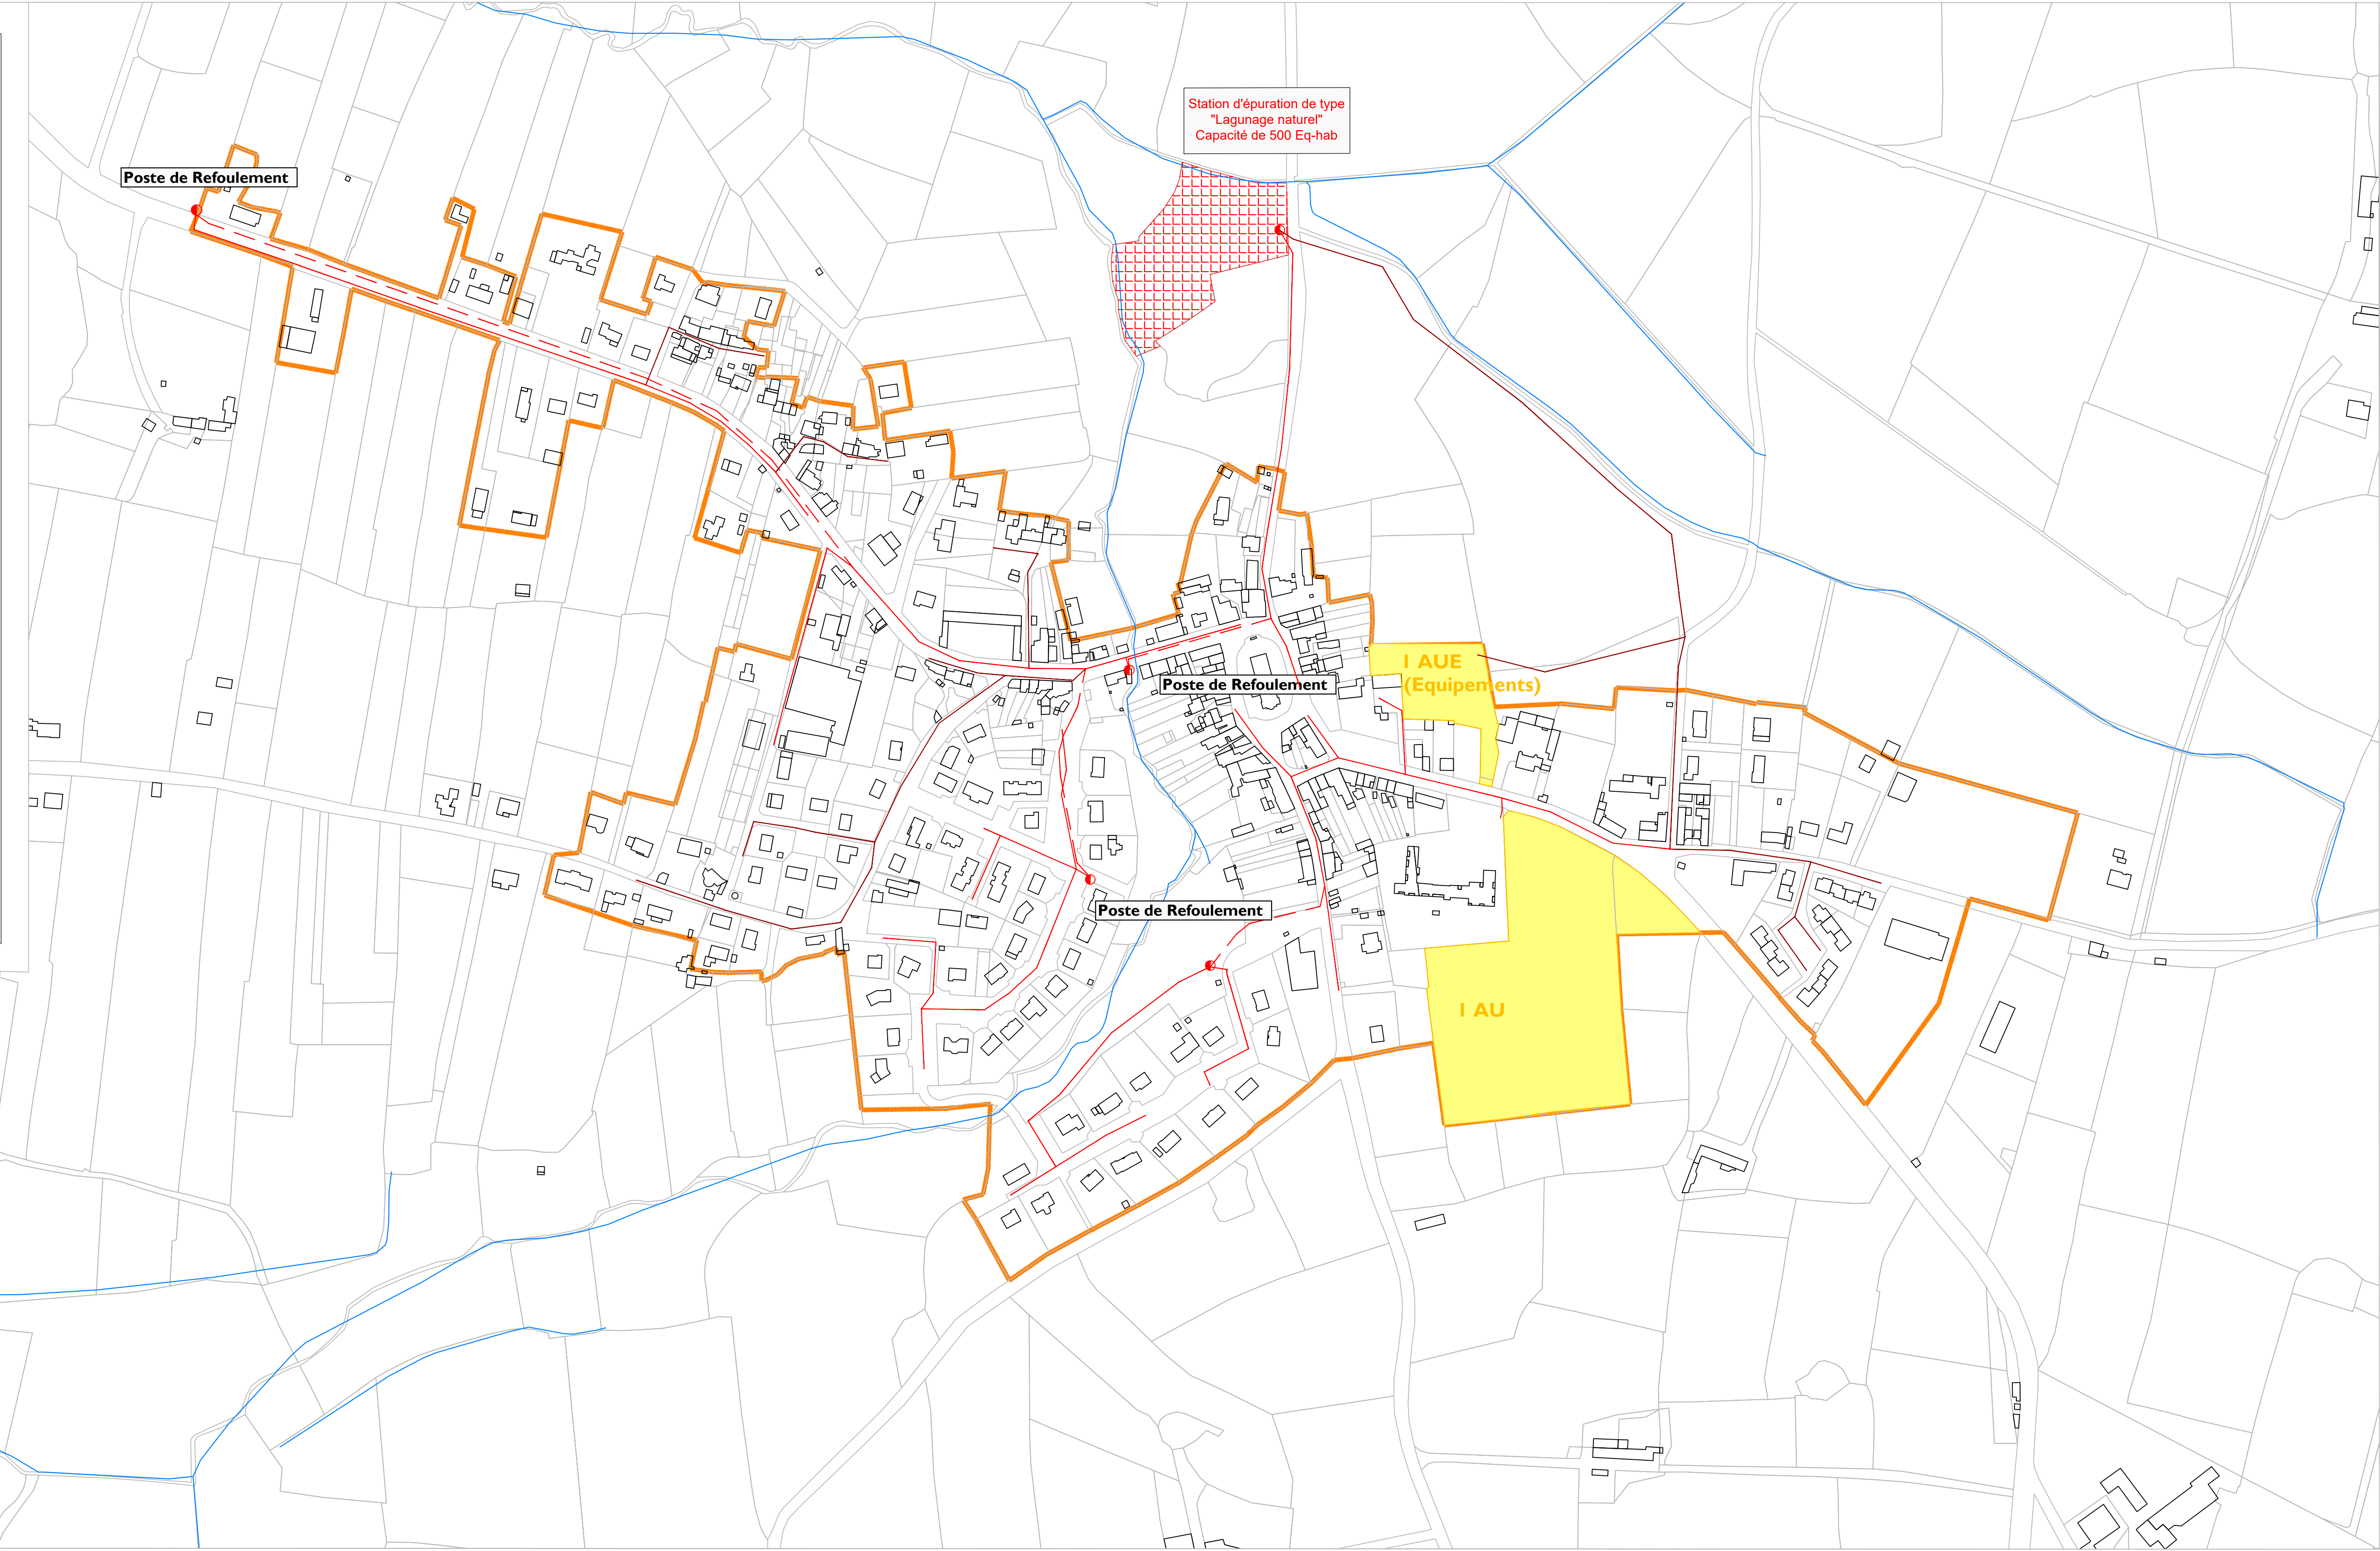 Station d'épuration de type
"Lagunage naturel"
Capacité de 500 Eq-hab
Poste de Refoulement
I AUE
(Equipements)
Poste de Refoulement
Poste de Refoulement
I AU